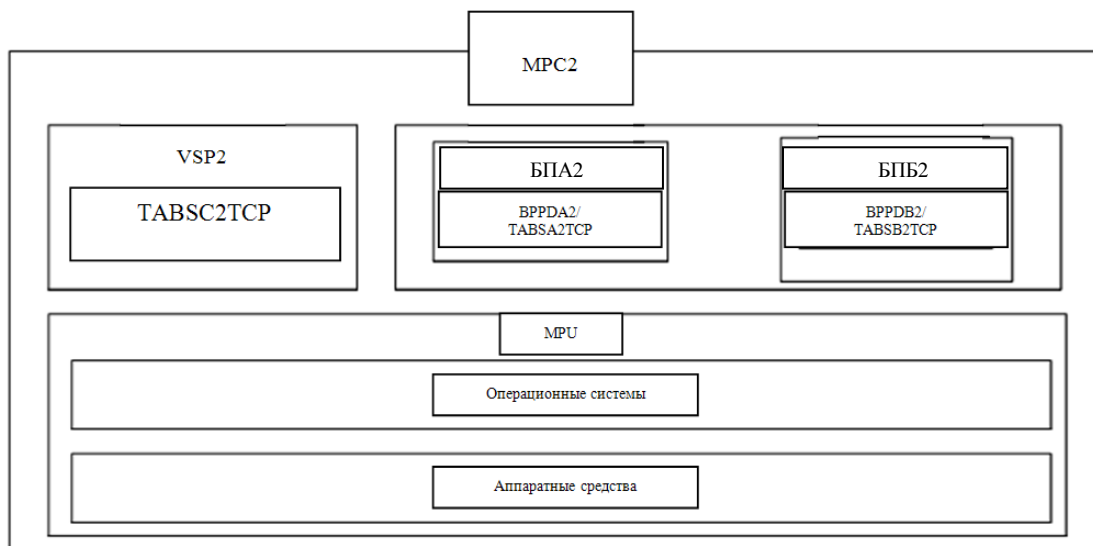 MPC2
VSP2
TABSC2TCP
БПА2
BPPDA2/
TABSA2TCP
БПБ2
BPPDB2/
TABSB2TCP
MPU
Операционные системы
Аппаратные средства